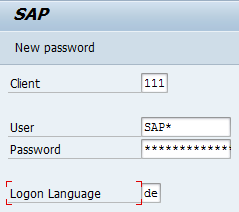 SAP
New password
Client 111
User SAP*
Password *************
Logon Language de